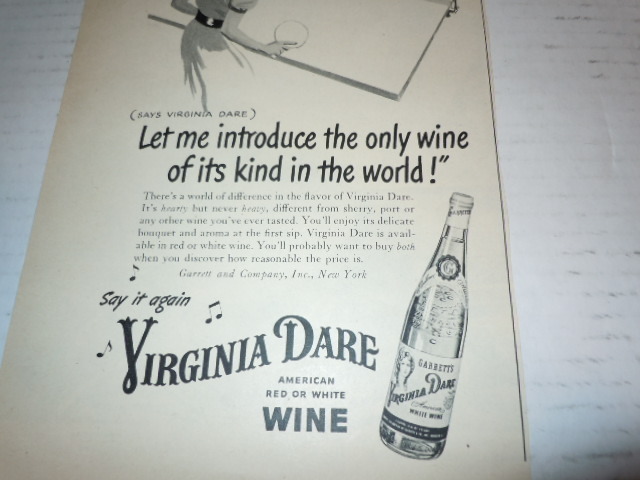 (SAYS VIRGINIA DARE)
Let me introduce the only wine
of its kind in the world!"
There's a world of difference in the flavor of Virginia Dare.
It's hearty but never heavy, different from sherry, port or
any other wine you've ever tasted. You'll enjoy its delicate
bouquet and aroma at the first sip. Virginia Dare is avail-
able in red or white wine. You'll probably want to buy both
when you discover how reasonable the price is.
Garrett and Company, Inc., New York
Say it again
VIRGINIA DARE
AMERICAN
RED OR WHITE
WINE
GARRETT'S
VIRGINIA DARE
American
WHITE WINE